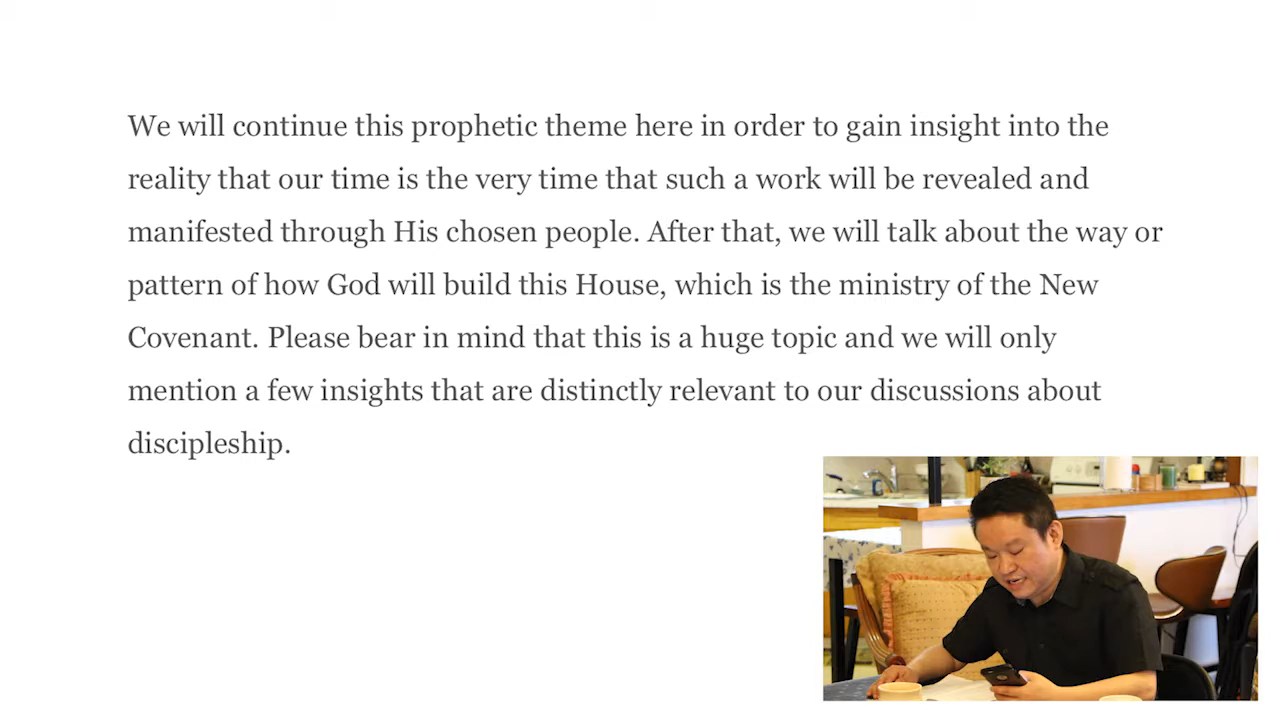 We will continue this prophetic theme here in order to gain insight into the
reality that our time is the very time that such a work will be revealed and
manifested through His chosen people. After that, we will talk about the way or
pattern of how God will build this House, which is the ministry of the New
Covenant. Please bear in mind that this is a huge topic and we will only
mention a few insights that are distinctly relevant to our discussions about
discipleship.